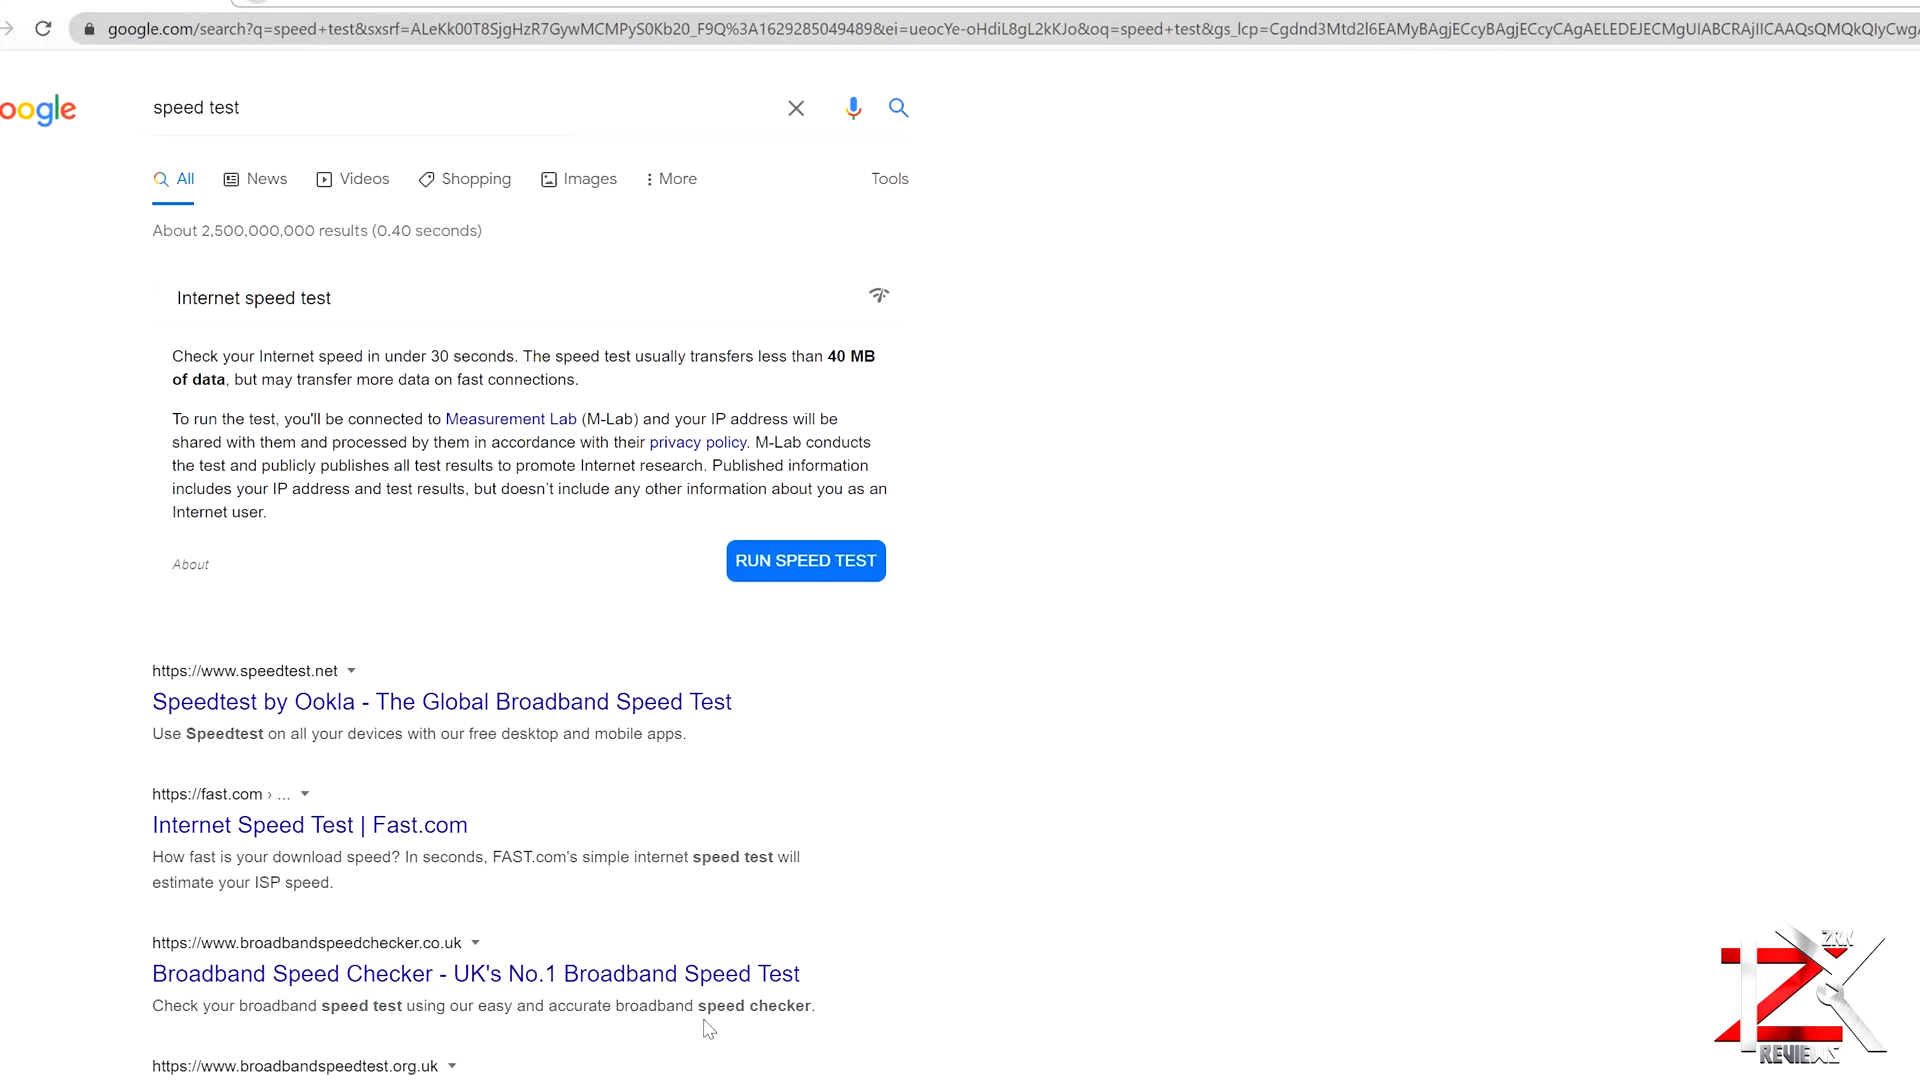 google.com/search?q=speed+test&sxsrf=ALeKk00T8SjgHzR7GywMCMPyS0Kb20_F9Q%3A1629285049489&ei=ueocYe-oHdiL8gL2kKJo&oq=speed+test&gs_lcp=Cgdnd3Mtd2l6EAMyBAgjECcyBAgjECcyCAgAELEDEJECMgUIABCRAjIICAAQsQMQkQIyCwgA
oogle
speed test
All
News
Videos
Shopping
Images
More
Tools
About 2,500,000,000 results (0.40 seconds)
Internet speed test
Check your Internet speed in under 30 seconds. The speed test usually transfers less than 40 MB
of data, but may transfer more data on fast connections.
To run the test, you'll be connected to Measurement Lab (M-Lab) and your IP address will be
shared with them and processed by them in accordance with their privacy policy. M-Lab conducts
the test and publicly publishes all test results to promote Internet research. Published information
includes your IP address and test results, but doesn't include any other information about you as an
Internet user.
About
RUN SPEED TEST
https://www.speedtest.net
Speedtest by Ookla - The Global Broadband Speed Test
Use Speedtest on all your devices with our free desktop and mobile apps.
https://fast.com › ...
Internet Speed Test | Fast.com
How fast is your download speed? In seconds, FAST.com's simple internet speed test will
estimate your ISP speed.
https://www.broadbandspeedchecker.co.uk
Broadband Speed Checker - UK's No.1 Broadband Speed Test
Check your broadband speed test using our easy and accurate broadband speed checker.
https://www.broadbandspeedtest.org.uk
REVIEWS